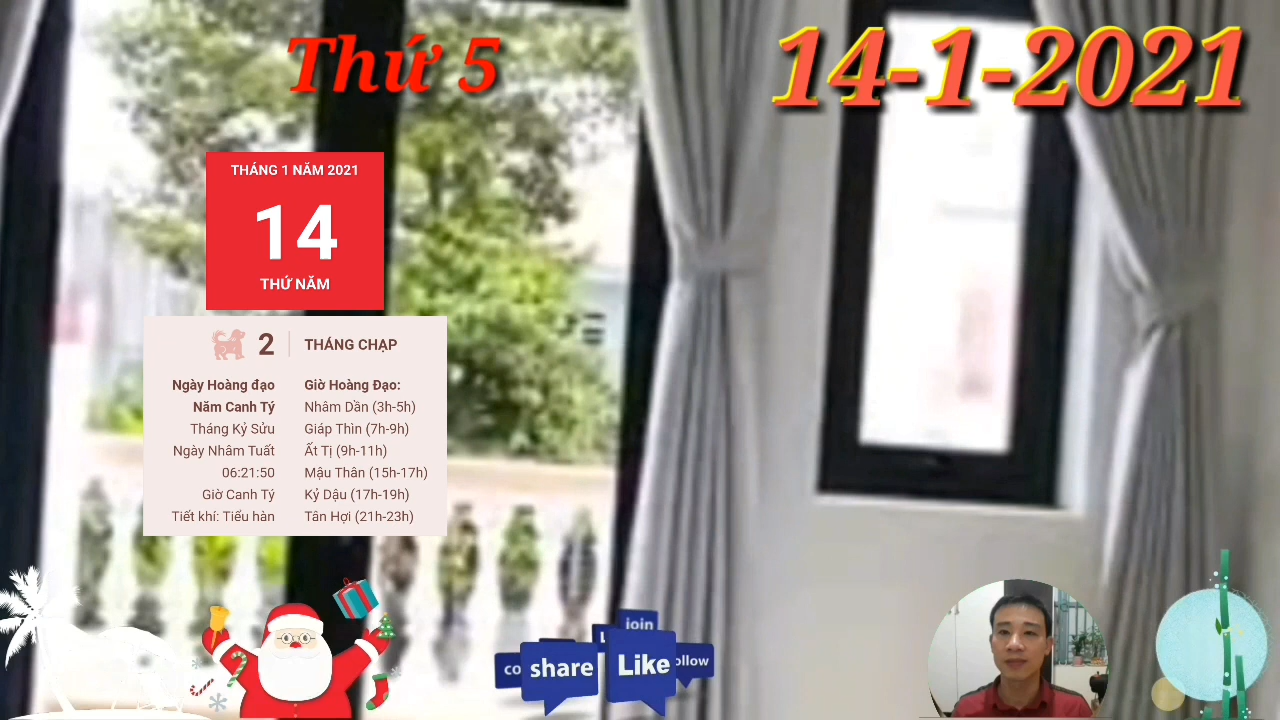 Thứ 5
14-1-2021
THÁNG 1 NĂM 2021
14
THỨ NĂM
2 THÁNG CHẠP
Ngày Hoàng đạo
Năm Canh Tý
Tháng Kỷ Sửu
Ngày Nhâm Tuất
06:21:50
Giờ Canh Tý
Tiết khí: Tiểu hàn
Giờ Hoàng Đạo:
Nhâm Dần (3h-5h)
Giáp Thìn (7h-9h)
Ất Tị (9h-11h)
Mậu Thân (15h-17h)
Kỷ Dậu (17h-19h)
Tân Hợi (21h-23h)
join
share
Like
ollow
co
L